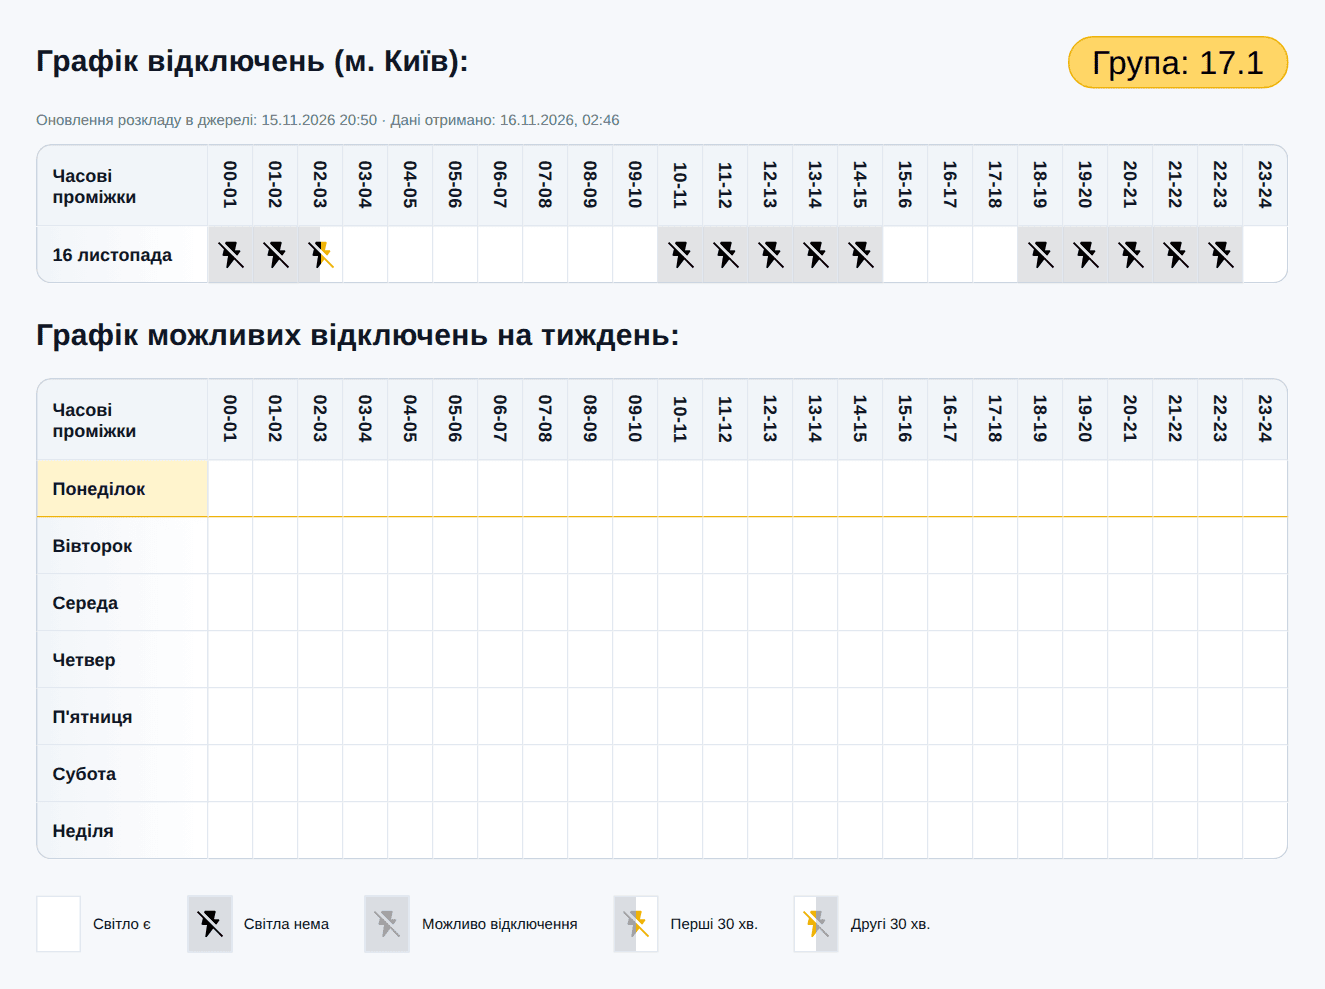 Графік відключень (м. Київ):
Група: 17.1
Оновлення розкладу в джерелі: 15.11.2026 20:50 · Дані отримано: 16.11.2026, 02:46
Часові
проміжки
00-01 01-02 02-03 03-04 04-05 05-06 06-07 07-08 08-09 09-10 10-11 11-12 12-13 13-14 14-15 15-16 16-17 17-18 18-19 19-20 20-21 21-22 22-23 23-24
16 листопада
Графік можливих відключень на тиждень:
Часові
проміжки
00-01 01-02 02-03 03-04 04-05 05-06 06-07 07-08 08-09 09-10 10-11 11-12 12-13 13-14 14-15 15-16 16-17 17-18 18-19 19-20 20-21 21-22 22-23 23-24
Понеділок
Вівторок
Середа
Четвер
П'ятниця
Субота
Неділя
Світло є
Світла нема
Можливо відключення
Перші 30 хв.
Другі 30 хв.